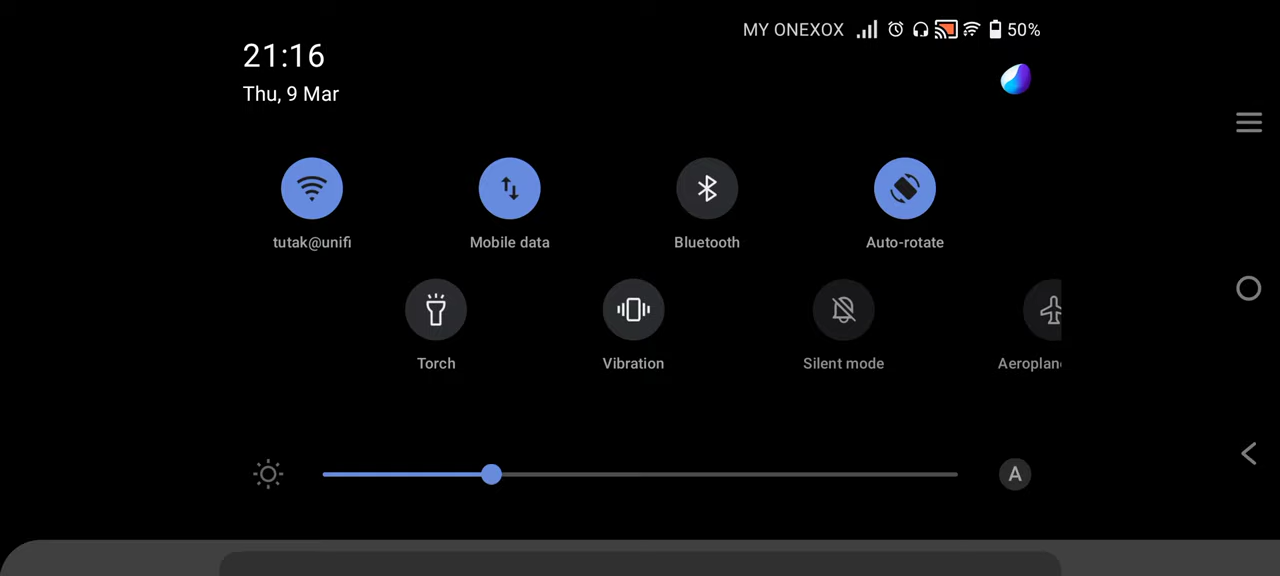 MY ONEXOX 50%
21:16
Thu, 9 Mar
tutak@unifi Mobile data Bluetooth Auto-rotate
Torch Vibration Silent mode Aeroplan
A